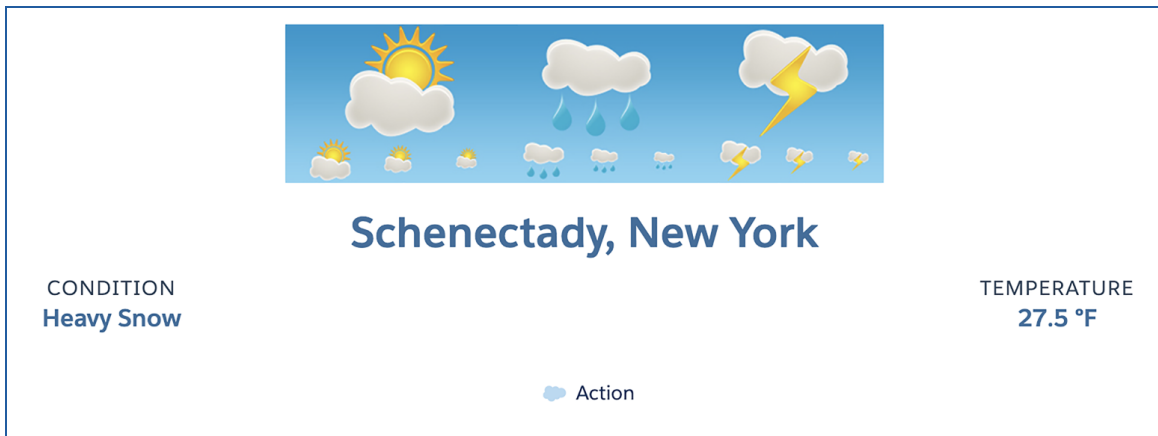 Schenectady, New York
CONDITION
Heavy Snow
TEMPERATURE
27.5 °F
Action